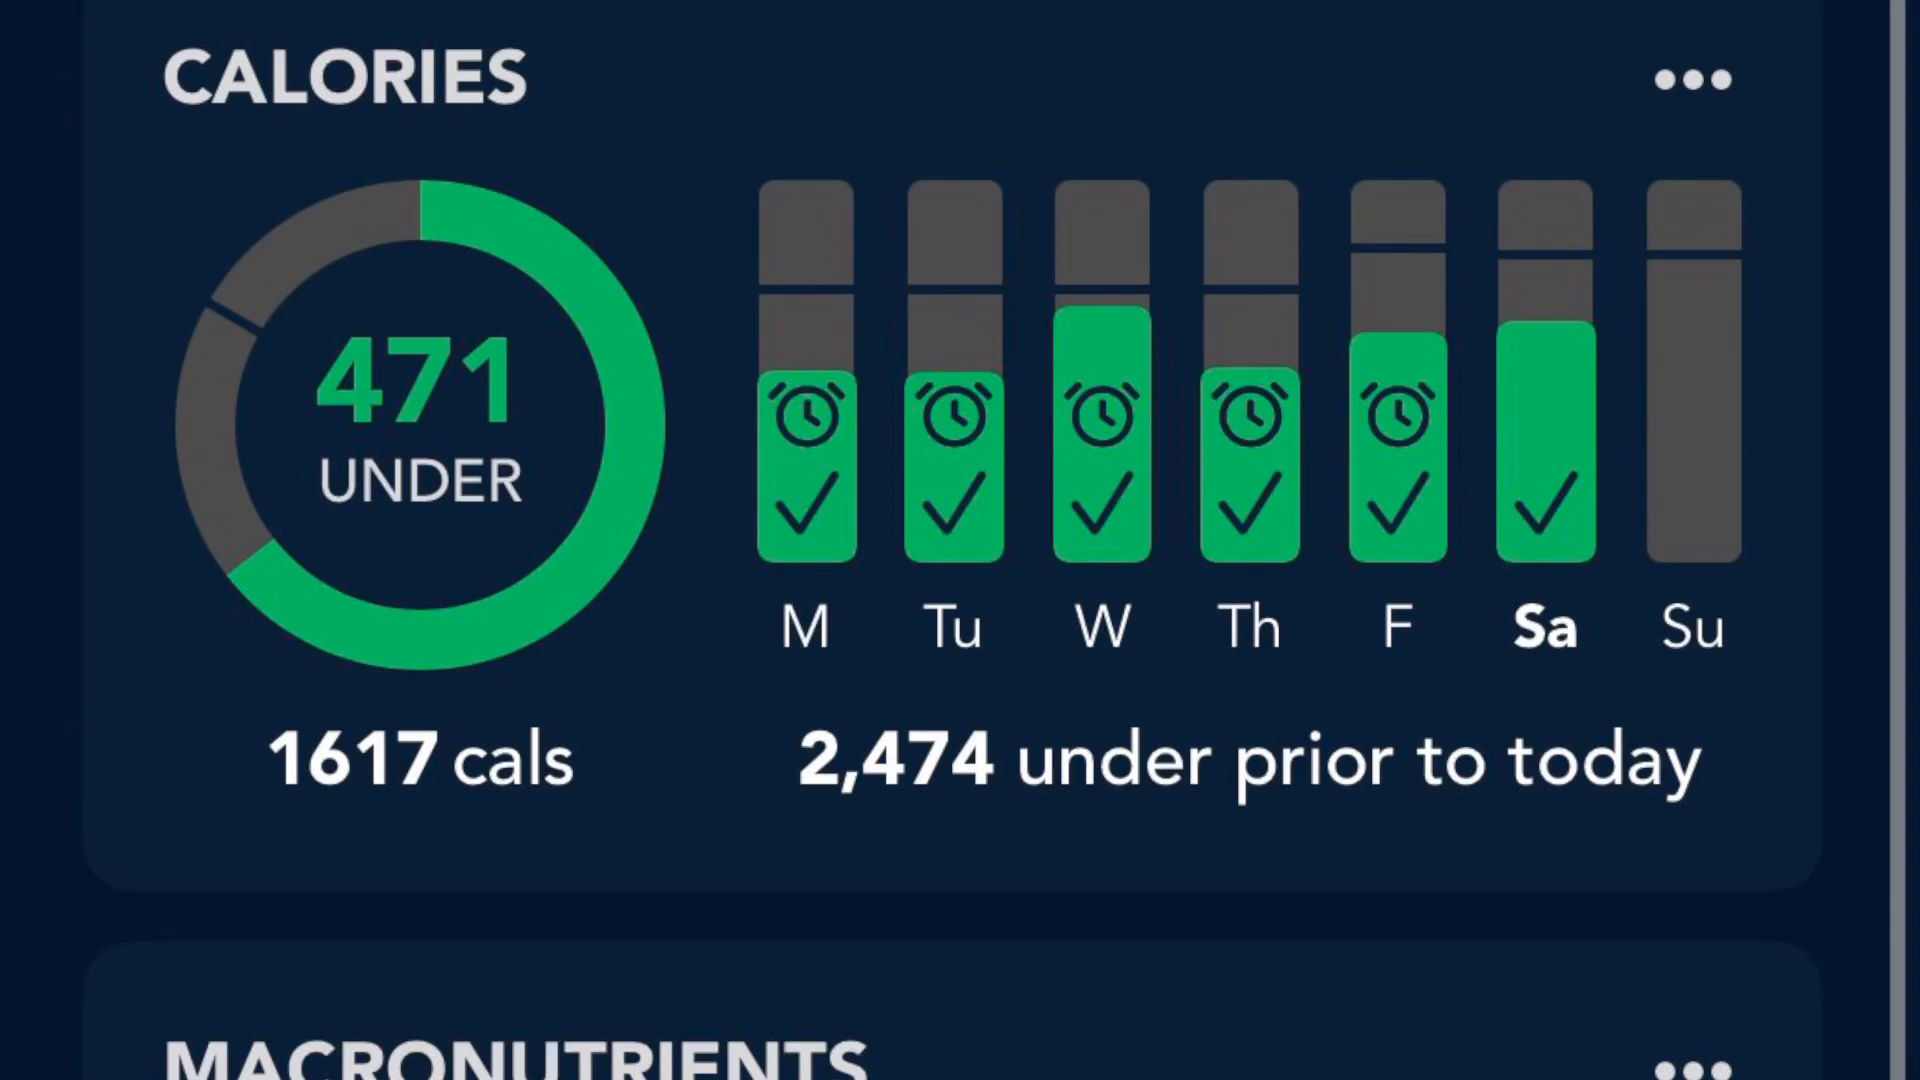 CALORIES
471
UNDER
M Tu W Th F Sa Su
1617 cals
2,474 under prior to today
MACRONUTRIENTS